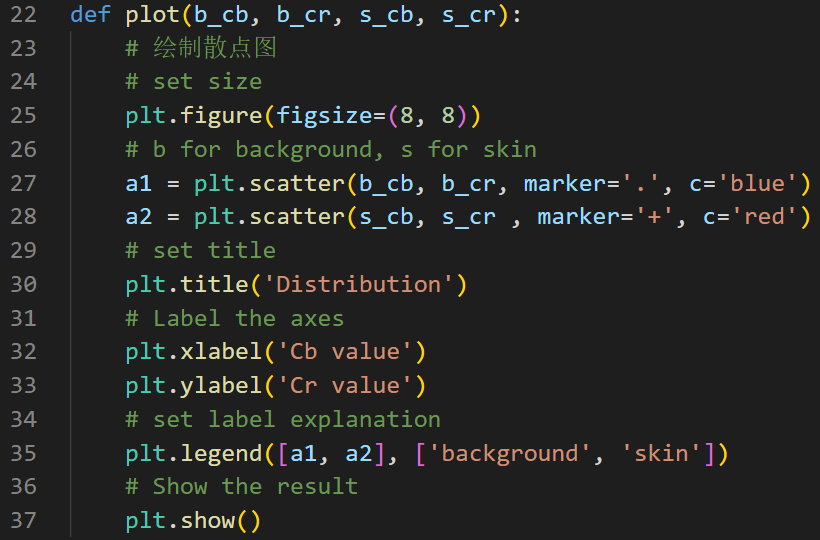 22 def plot(b_cb, b_cr, s_cb, s_cr):
23     # 绘制散点图
24     # set size
25     plt.figure(figsize=(8, 8))
26     # b for background, s for skin
27     a1 = plt.scatter(b_cb, b_cr, marker='.', c='blue')
28     a2 = plt.scatter(s_cb, s_cr , marker='+', c='red')
29     # set title
30     plt.title('Distribution')
31     # Label the axes
32     plt.xlabel('Cb value')
33     plt.ylabel('Cr value')
34     # set label explanation
35     plt.legend([a1, a2], ['background', 'skin'])
36     # Show the result
37     plt.show()